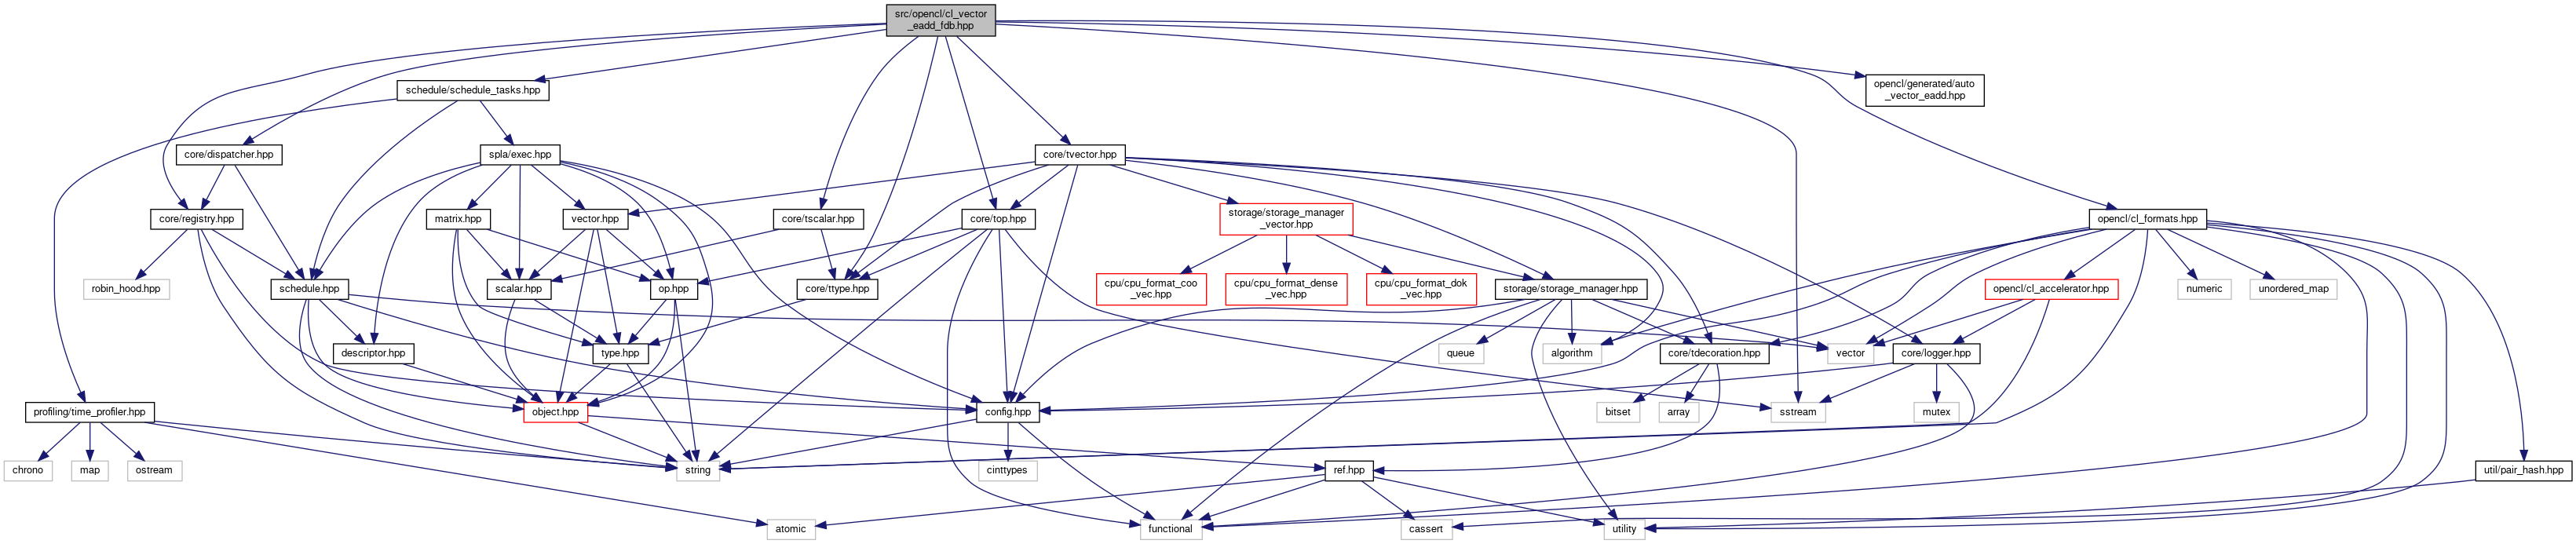 src/opencl/cl_vector
_eadd_fdb.hpp
schedule/schedule_tasks.hpp
opencl/generated/auto
_vector_eadd.hpp
core/dispatcher.hpp
spla/exec.hpp
core/tvector.hpp
core/registry.hpp
matrix.hpp
vector.hpp
core/tscalar.hpp
core/top.hpp
storage/storage_manager
_vector.hpp
opencl/cl_formats.hpp
robin_hood.hpp
schedule.hpp
scalar.hpp
op.hpp
core/ttype.hpp
cpu/cpu_format_coo
_vec.hpp
cpu/cpu_format_dense
_vec.hpp
cpu/cpu_format_dok
_vec.hpp
storage/storage_manager.hpp
opencl/cl_accelerator.hpp
numeric
unordered_map
descriptor.hpp
type.hpp
queue
algorithm
core/tdecoration.hpp
vector
core/logger.hpp
profiling/time_profiler.hpp
object.hpp
config.hpp
bitset
array
sstream
mutex
chrono
map
ostream
string
cinttypes
ref.hpp
util/pair_hash.hpp
atomic
functional
cassert
utility